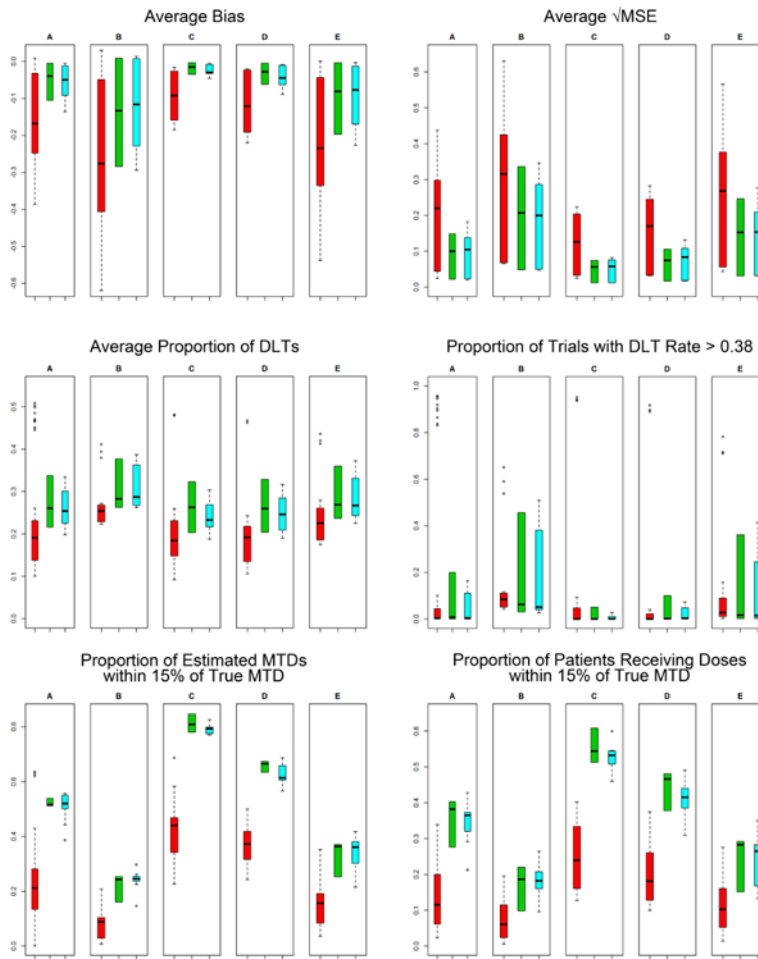 Average Bias
A B C D E
0.0
-0.1
-0.2
-0.3
-0.4
-0.5
-0.6
Average √MSE
A B C D E
0.6
0.5
0.4
0.3
0.2
0.1
0.0
Average Proportion of DLTs
A B C D E
0.5
0.4
0.3
0.2
0.1
0.0
Proportion of Trials with DLT Rate > 0.38
A B C D E
1.0
0.8
0.6
0.4
0.2
0.0
Proportion of Estimated MTDs
within 15% of True MTD
A B C D E
0.8
0.6
0.4
0.2
0.0
Proportion of Patients Receiving Doses
within 15% of True MTD
A B C D E
0.6
0.5
0.4
0.3
0.2
0.1
0.0